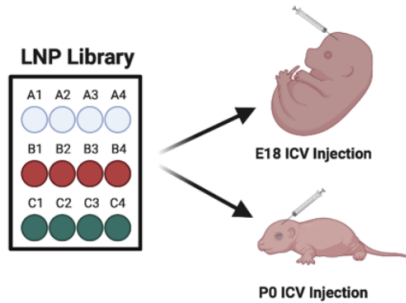 LNP Library
A1 A2 A3 A4
B1 B2 B3 B4
C1 C2 C3 C4
E18 ICV Injection
P0 ICV Injection